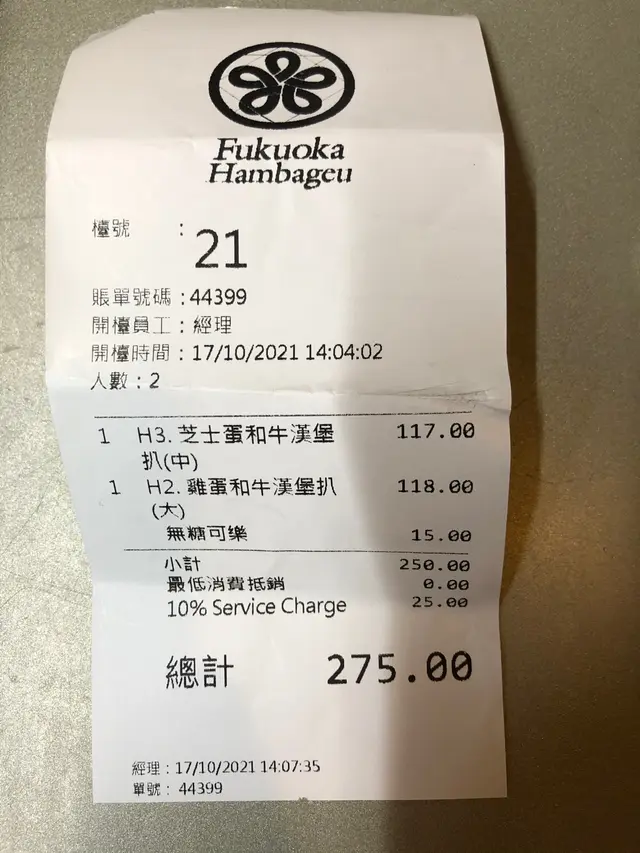 Fukuoka
Hambageu
檯號 : 21
賬單號碼 : 44399
開檯員工 : 經理
開檯時間 : 17/10/2021 14:04:02
人數 : 2
1 H3. 芝士蛋和牛漢堡 117.00
扒(中)
1 H2. 雞蛋和牛漢堡扒 118.00
(大)
無糖可樂 15.00
小計 250.00
最低消費抵銷 0.00
10% Service Charge 25.00
總計 275.00
經理 : 17/10/2021 14:07:35
單號 : 44399